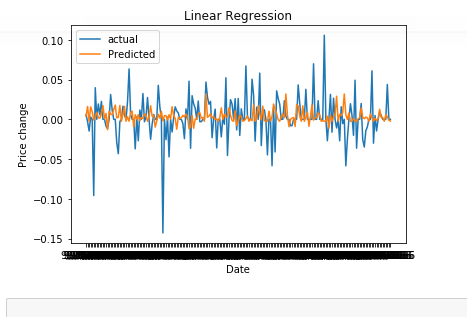 Linear Regression
actual
Predicted
0.10
0.05
0.00
−0.05
−0.10
−0.15
Price change
Date